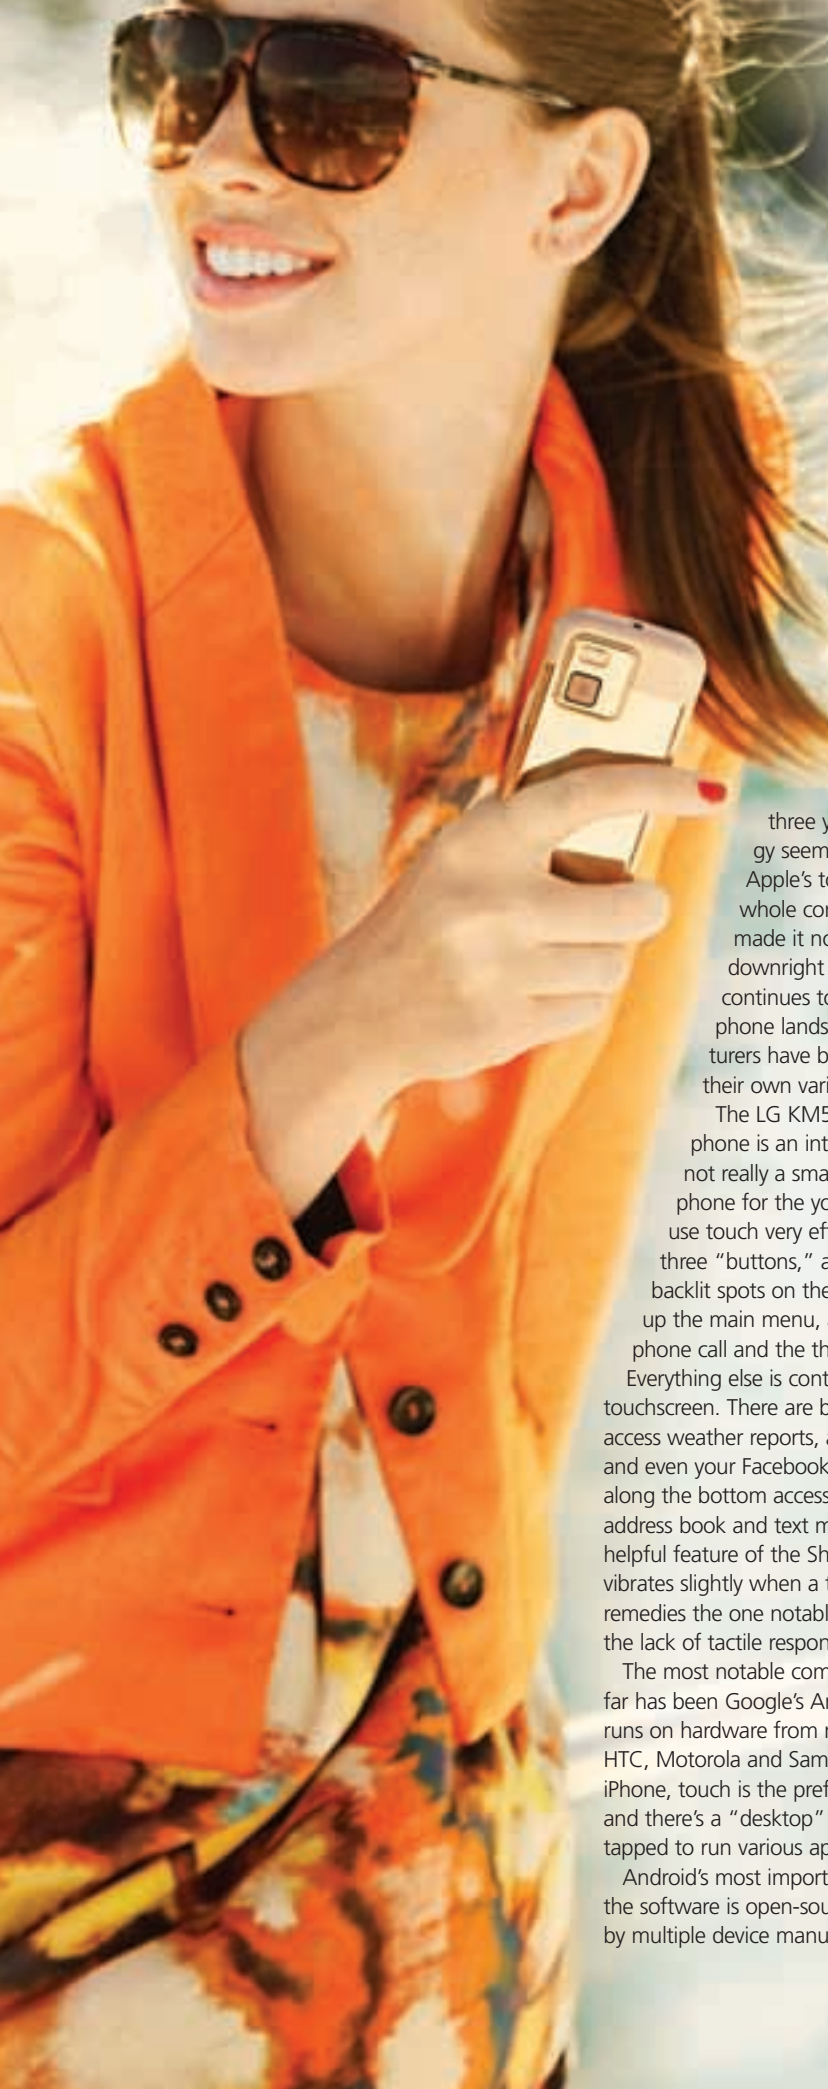 three y
gy seem
Apple’s to
whole con
made it no
downright
continues to
phone lands
turers have b
their own vari
The LG KM5
phone is an int
not really a sma
phone for the yo
use touch very ef
three “buttons,” a
backlit spots on the
up the main menu, a
phone call and the th
Everything else is cont
touchscreen. There are b
access weather reports, a
and even your Facebook
along the bottom access
address book and text m
helpful feature of the Sh
vibrates slightly when a t
remedies the one notabl
the lack of tactile respon
The most notable com
far has been Google’s An
runs on hardware from m
HTC, Motorola and Sam
iPhone, touch is the pref
and there’s a “desktop”
tapped to run various ap
Android’s most import
the software is open-sou
by multiple device manu